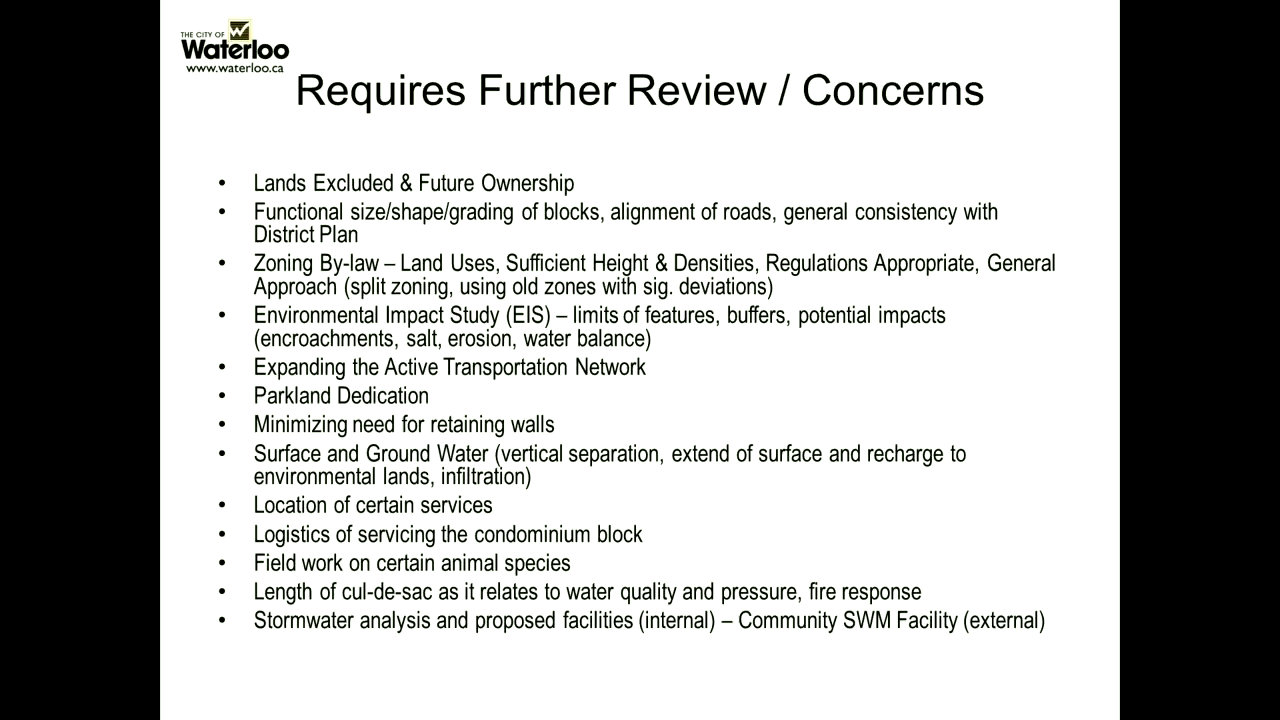 THE CITY OF
Waterloo
www.waterloo.ca
Requires Further Review / Concerns
• Lands Excluded & Future Ownership
• Functional size/shape/grading of blocks, alignment of roads, general consistency with
District Plan
• Zoning By-law – Land Uses, Sufficient Height & Densities, Regulations Appropriate, General
Approach (split zoning, using old zones with sig. deviations)
• Environmental Impact Study (EIS) – limits of features, buffers, potential impacts
(encroachments, salt, erosion, water balance)
• Expanding the Active Transportation Network
• Parkland Dedication
• Minimizing need for retaining walls
• Surface and Ground Water (vertical separation, extend of surface and recharge to
environmental lands, infiltration)
• Location of certain services
• Logistics of servicing the condominium block
• Field work on certain animal species
• Length of cul-de-sac as it relates to water quality and pressure, fire response
• Stormwater analysis and proposed facilities (internal) – Community SWM Facility (external)